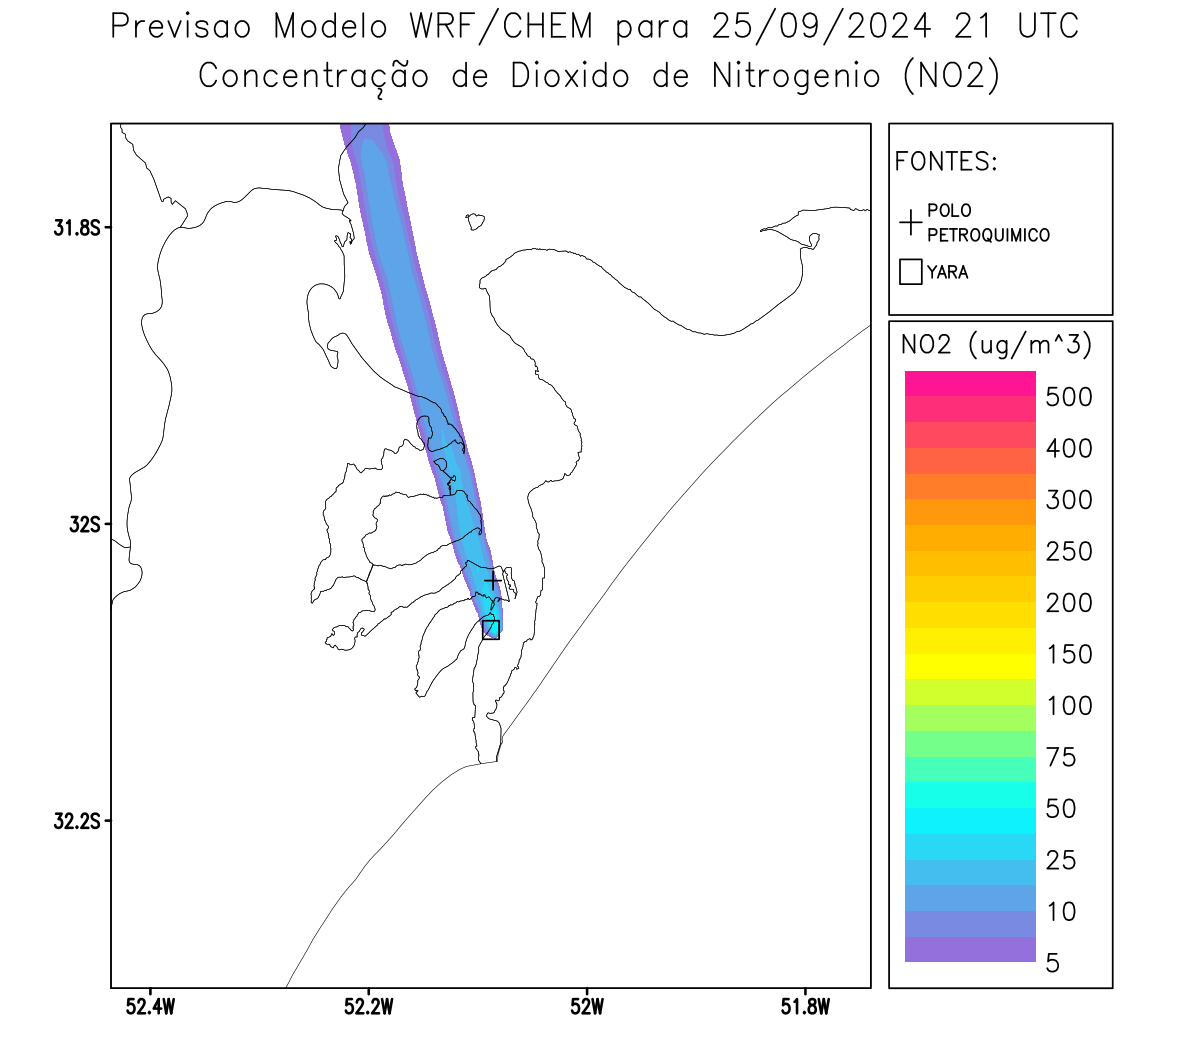 Previsao Modelo WRF/CHEM para 25/09/2024 21 UTC
Concentração de Dioxido de Nitrogenio (NO2)
FONTES:
POLO
PETROQUIMICO
YARA
31.8S
32S
32.2S
52.4W
52.2W
52W
51.8W
NO2 (ug/m^3)
500
400
300
250
200
150
100
75
50
25
10
5